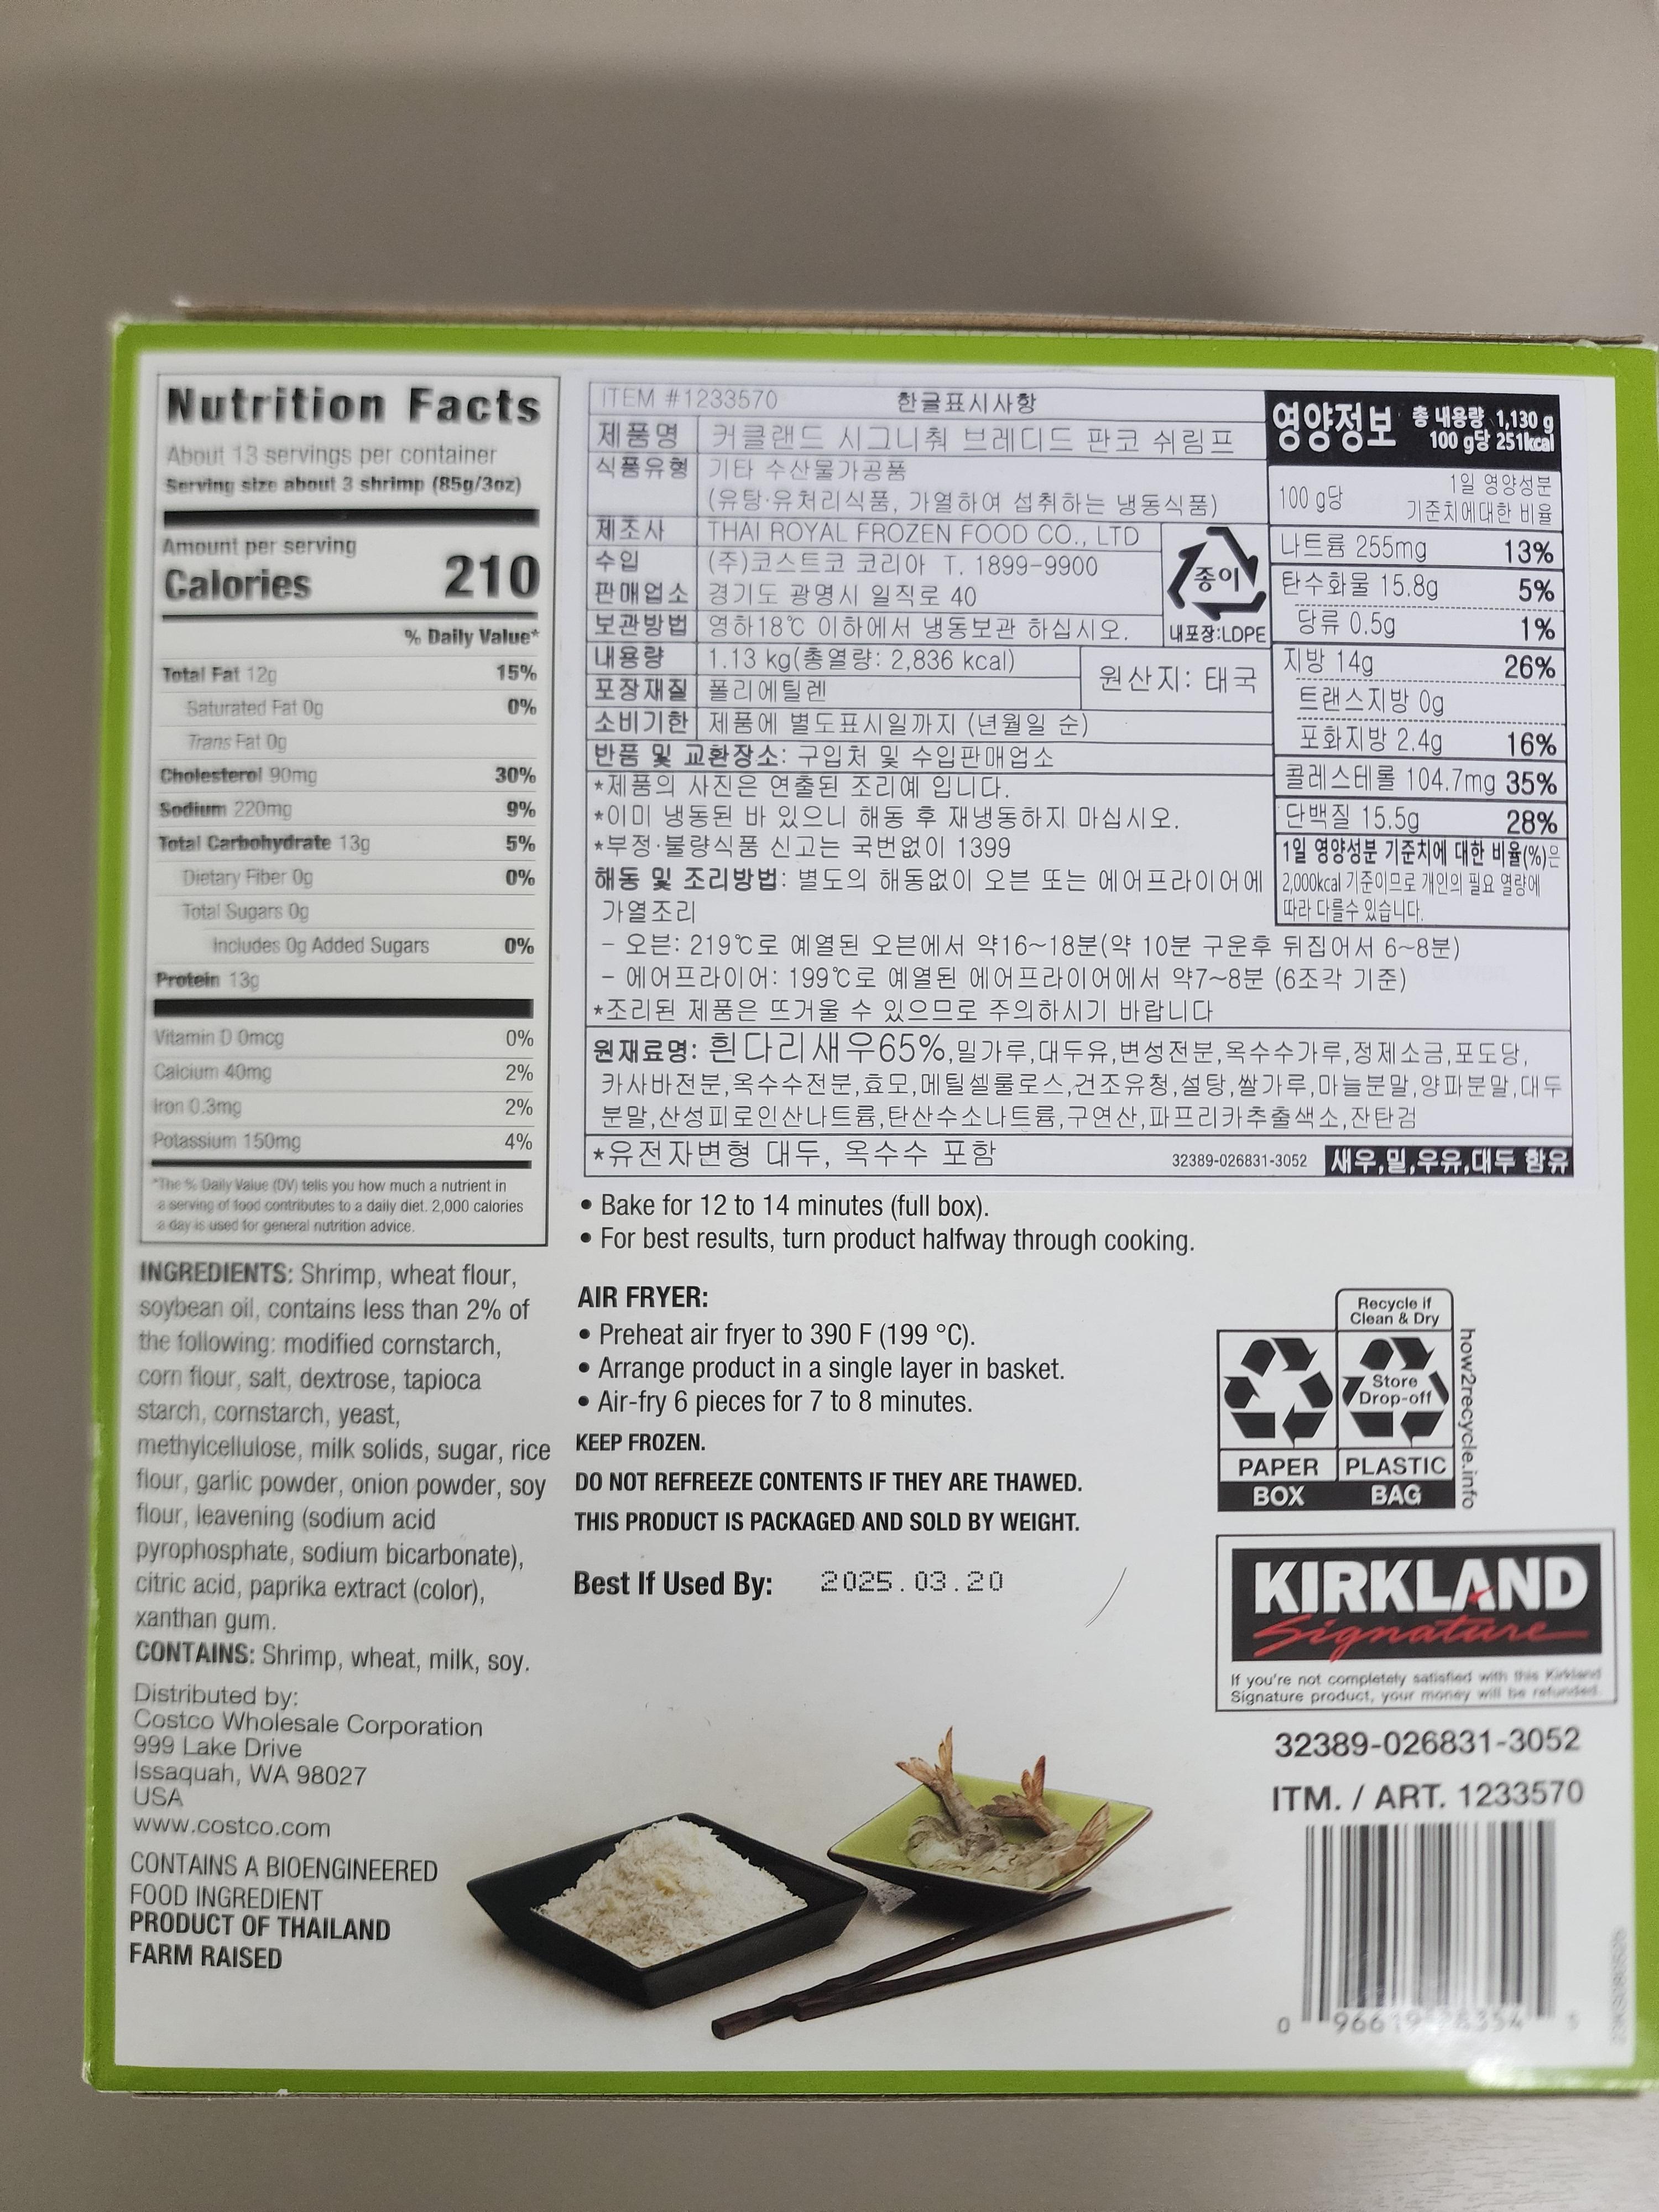 Nutrition Facts
About 13 servings per container
Serving size about 3 shrimp (85g/3oz)
Amount per serving
Calories 210
% Daily Value*
Total Fat 12g 15%
Saturated Fat 0g 0%
Trans Fat 0g
Cholesterol 90mg 30%
Sodium 220mg 9%
Total Carbohydrate 13g 5%
Dietary Fiber 0g 0%
Total Sugars 0g
Includes 0g Added Sugars 0%
Protein 13g
Vitamin D 0mcg 0%
Calcium 40mg 2%
Iron 0.3mg 2%
Potassium 150mg 4%
*The % Daily Value (DV) tells you how much a nutrient in
a serving of food contributes to a daily diet. 2,000 calories
a day is used for general nutrition advice.
INGREDIENTS: Shrimp, wheat flour,
soybean oil, contains less than 2% of
the following: modified cornstarch,
corn flour, salt, dextrose, tapioca
starch, cornstarch, yeast,
methylcellulose, milk solids, sugar, rice
flour, garlic powder, onion powder, soy
flour, leavening (sodium acid
pyrophosphate, sodium bicarbonate),
citric acid, paprika extract (color),
xanthan gum.
CONTAINS: Shrimp, wheat, milk, soy.
Distributed by:
Costco Wholesale Corporation
999 Lake Drive
Issaquah, WA 98027
USA
www.costco.com
CONTAINS A BIOENGINEERED
FOOD INGREDIENT
PRODUCT OF THAILAND
FARM RAISED
ITEM #1233570 한글표시사항
제품명 커클랜드 시그니춰 브레디드 판코 쉬림프
식품유형 기타 수산물가공품
(유탕·유처리식품, 가열하여 섭취하는 냉동식품)
제조사 THAI ROYAL FROZEN FOOD CO., LTD
수입 (주)코스트코 코리아 T. 1899-9900
판매업소 경기도 광명시 일직로 40
보관방법 영하18℃ 이하에서 냉동보관 하십시오.
종이
내포장:LDPE
내용량 1.13 kg(총열량: 2,836 kcal)
포장재질 폴리에틸렌
원산지: 태국
소비기한 제품에 별도표시일까지 (년월일 순)
반품 및 교환장소: 구입처 및 수입판매업소
*제품의 사진은 연출된 조리예 입니다.
*이미 냉동된 바 있으니 해동 후 재냉동하지 마십시오.
*부정·불량식품 신고는 국번없이 1399
해동 및 조리방법: 별도의 해동없이 오븐 또는 에어프라이어에
가열조리
- 오븐: 219℃로 예열된 오븐에서 약16~18분(약 10분 구운후 뒤집어서 6~8분)
- 에어프라이어: 199℃로 예열된 에어프라이어에서 약7~8분 (6조각 기준)
*조리된 제품은 뜨거울 수 있으므로 주의하시기 바랍니다
원재료명: 흰다리새우65%,밀가루,대두유,변성전분,옥수수가루,정제소금,포도당,
카사바전분,옥수수전분,효모,메틸셀룰로스,건조유청,설탕,쌀가루,마늘분말,양파분말,대두
분말,산성피로인산나트륨,탄산수소나트륨,구연산,파프리카추출색소,잔탄검
*유전자변형 대두, 옥수수 포함
32389-026831-3052 새우,밀,우유,대두 함유
영양정보 총 내용량 1,130 g
100 g당 251kcal
100 g당 1일 영양성분
기준치에대한 비율
나트륨 255mg 13%
탄수화물 15.8g 5%
당류 0.5g 1%
지방 14g 26%
트랜스지방 0g
포화지방 2.4g 16%
콜레스테롤 104.7mg 35%
단백질 15.5g 28%
1일 영양성분 기준치에 대한 비율(%)은
2,000kcal 기준이므로 개인의 필요 열량에
따라 다를수 있습니다.
• Bake for 12 to 14 minutes (full box).
• For best results, turn product halfway through cooking.
AIR FRYER:
• Preheat air fryer to 390 F (199 °C).
• Arrange product in a single layer in basket.
• Air-fry 6 pieces for 7 to 8 minutes.
KEEP FROZEN.
DO NOT REFREEZE CONTENTS IF THEY ARE THAWED.
THIS PRODUCT IS PACKAGED AND SOLD BY WEIGHT.
Best If Used By: 2025.03.20
Recycle if
Clean & Dry
Store
Drop-off
PAPER PLASTIC
BOX BAG
how2recycle.info
KIRKLAND
Signature
If you're not completely satisfied with this Kirkland
Signature product, your money will be refunded.
32389-026831-3052
ITM. / ART. 1233570